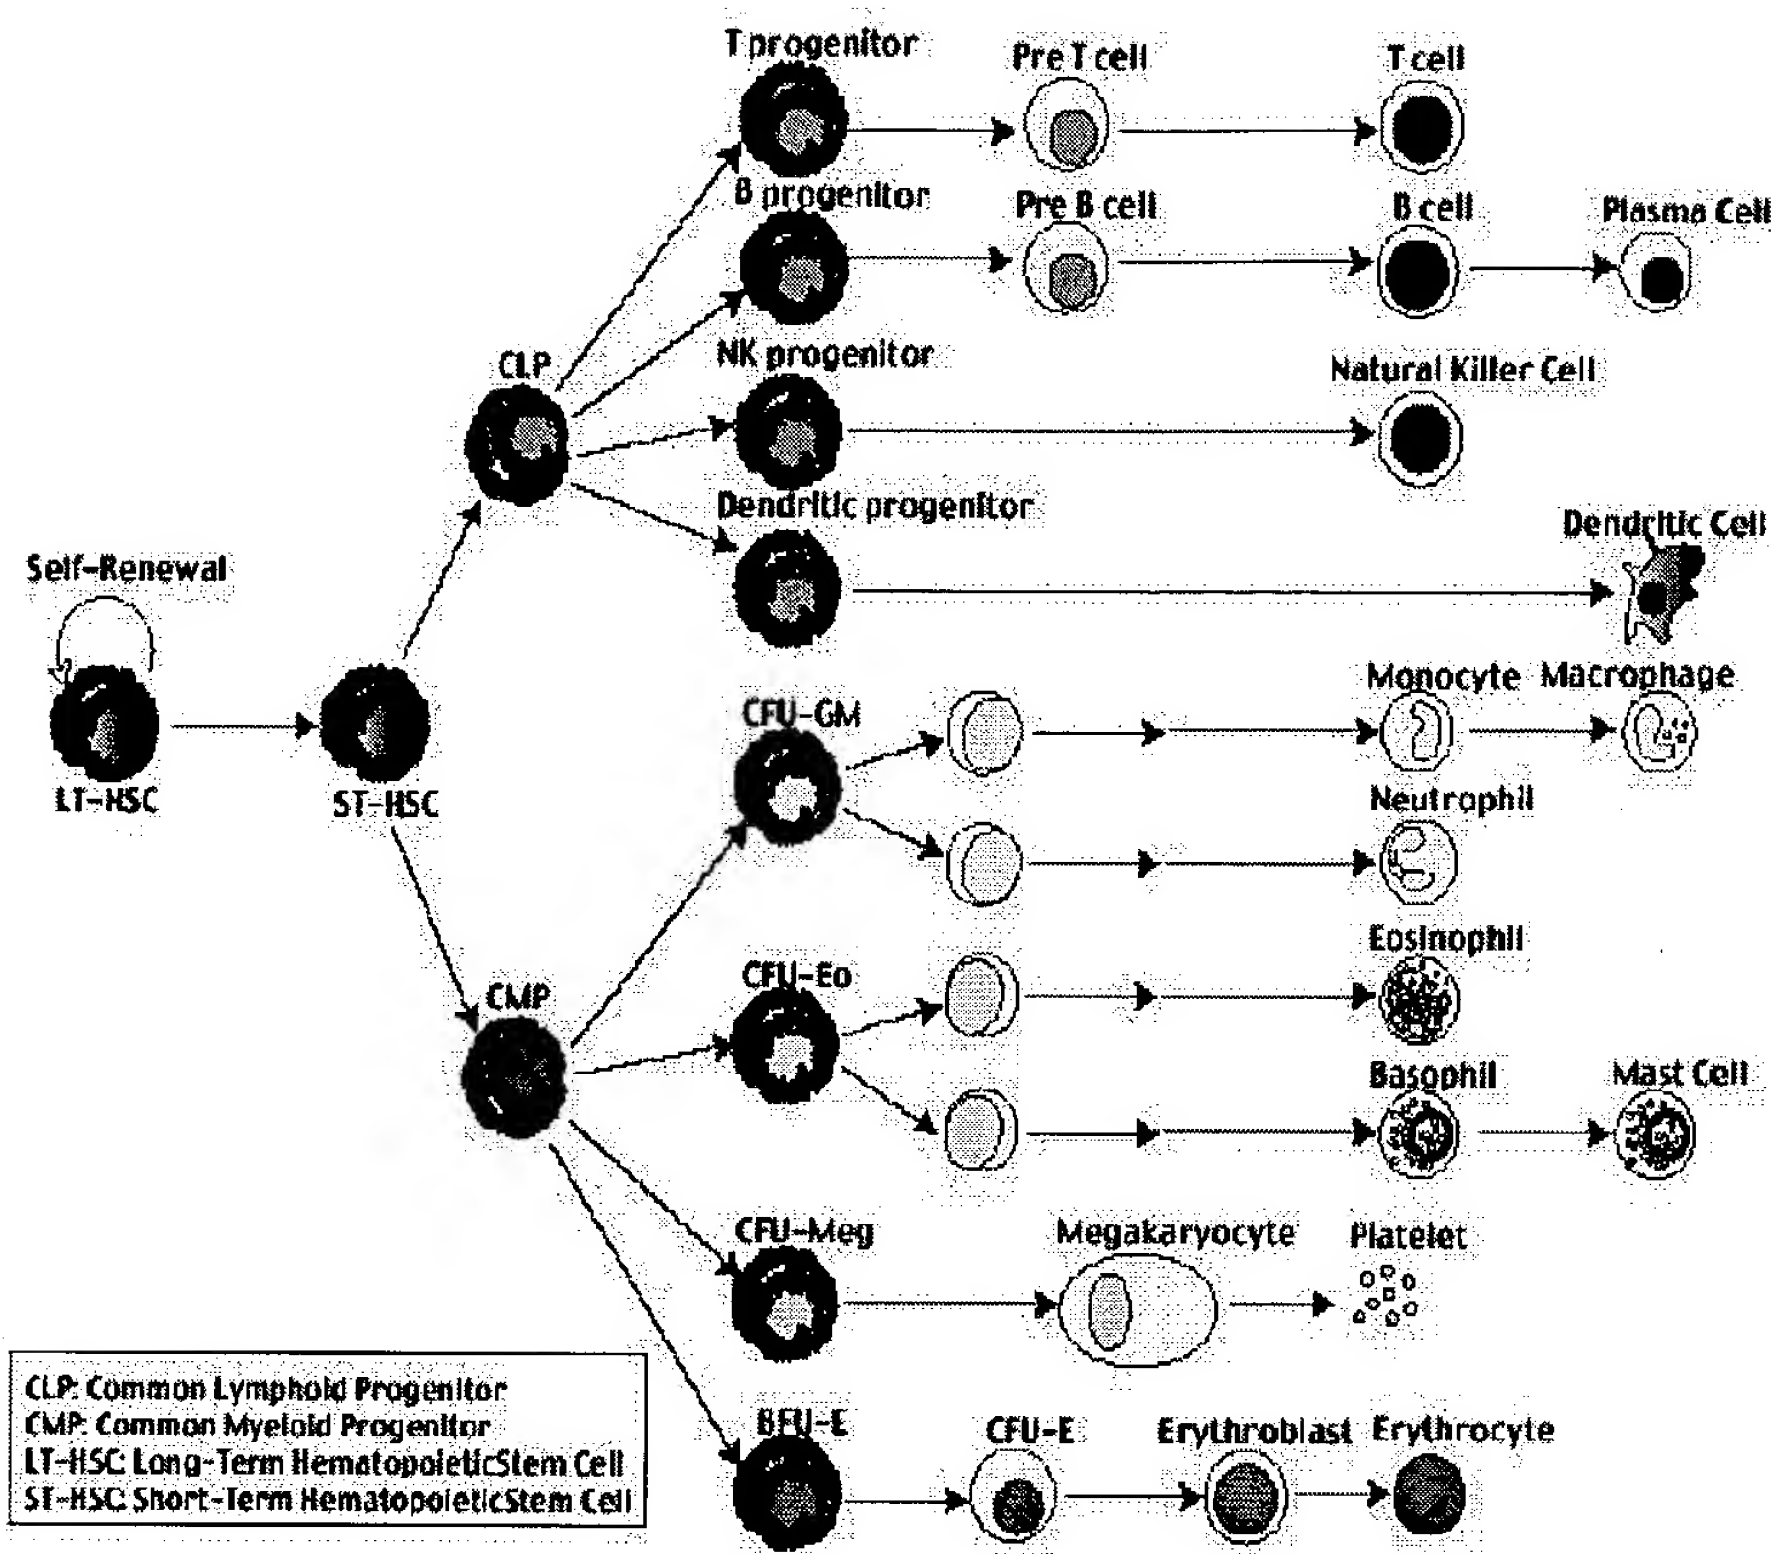 T progenitor
Pre T cell
T cell
B progenitor
Pre B cell
B cell
Plasma Cell
CLP
NK progenitor
Natural Killer Cell
Dendritic progenitor
Dendritic Cell
Self-Renewal
LT-HSC
ST-HSC
CFU-GM
Monocyte
Macrophage
Neutrophil
CMP
CFU-Eo
Eosinophil
Basophil
Mast Cell
CFU-Meg
Megakaryocyte
Platelet
BFU-E
CFU-E
Erythroblast
Erythrocyte
CLP: Common Lymphoid Progenitor
CMP: Common Myeloid Progenitor
LT-HSC: Long-Term HematopoieticStem Cell
ST-HSC: Short-Term HematopoieticStem Cell